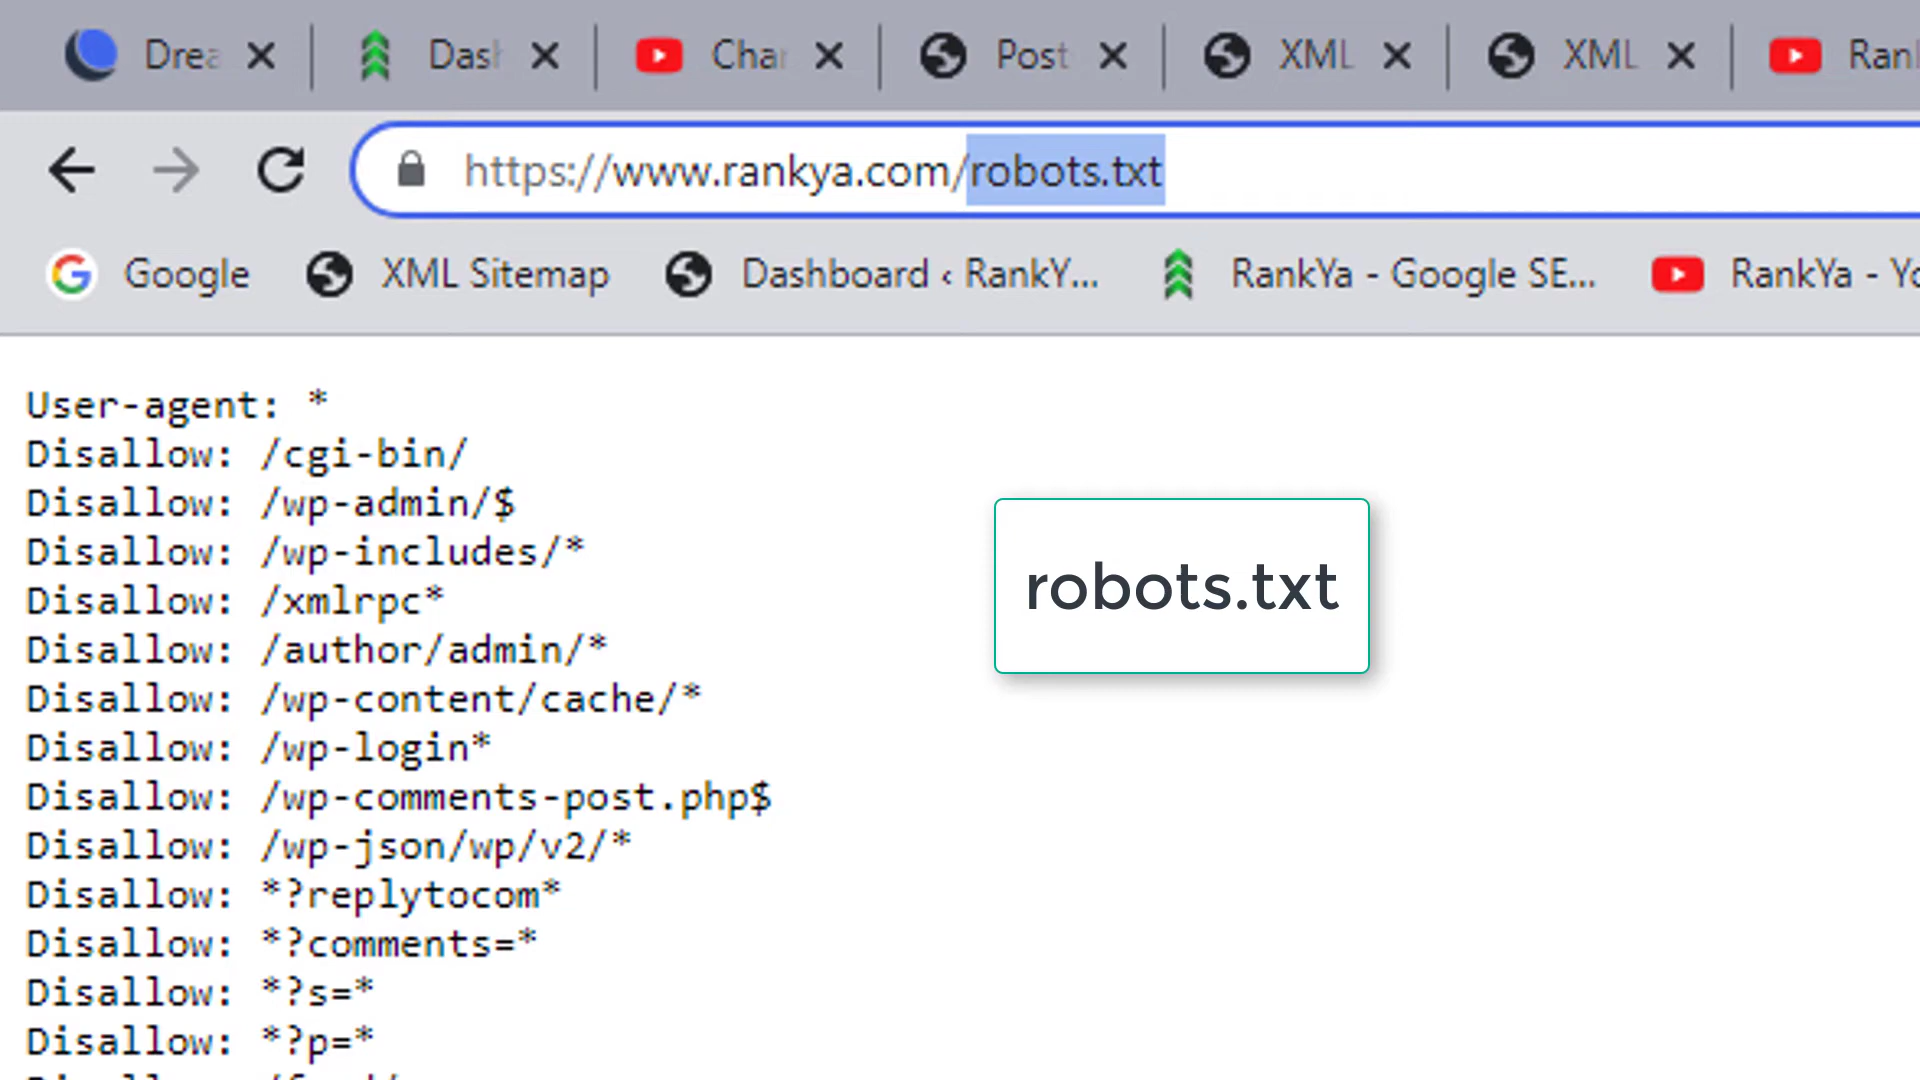 Drea
Dash
Chan
Post
XML
XML
Ran
https://www.rankya.com/robots.txt
Google
XML Sitemap
Dashboard ‹ RankY...
RankYa - Google SE...
RankYa - Yo
User-agent: *
Disallow: /cgi-bin/
Disallow: /wp-admin/$
Disallow: /wp-includes/*
Disallow: /xmlrpc*
Disallow: /author/admin/*
Disallow: /wp-content/cache/*
Disallow: /wp-login*
Disallow: /wp-comments-post.php$
Disallow: /wp-json/wp/v2/*
Disallow: *?replytocom*
Disallow: *?comments=*
Disallow: *?s=*
Disallow: *?p=*
robots.txt